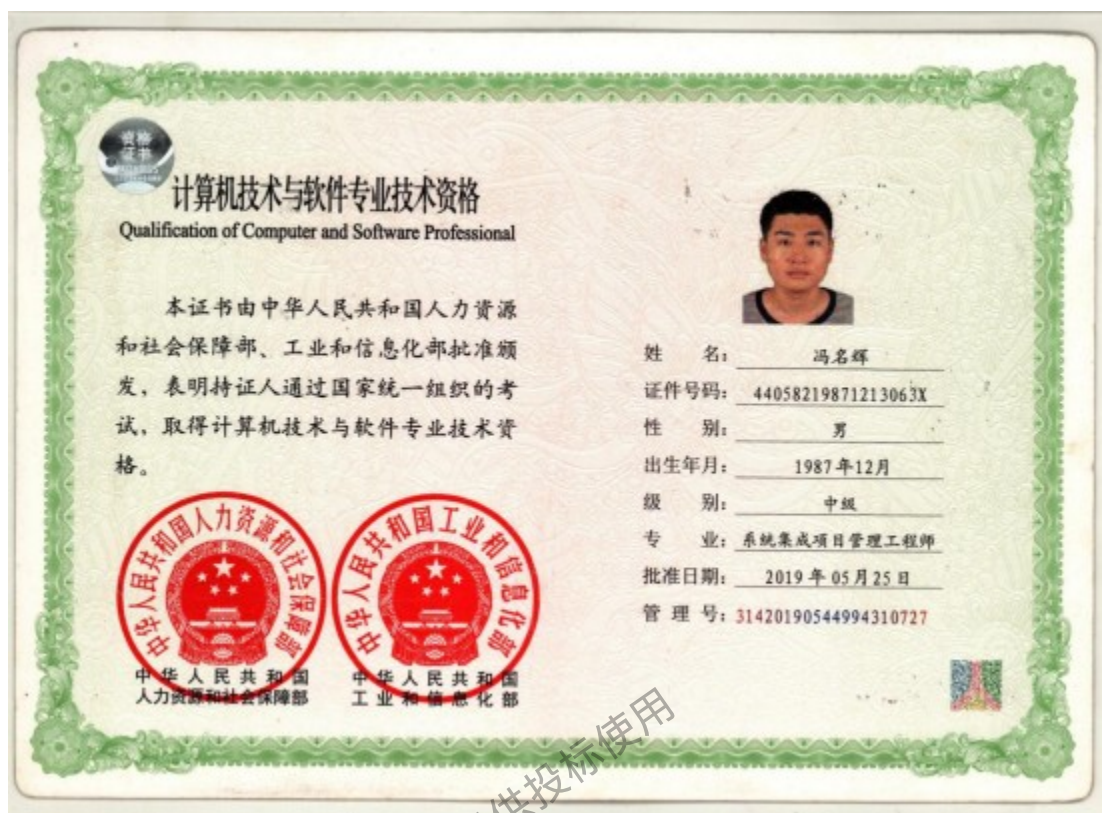 资格
证书
计算机技术与软件专业技术资格
Qualification of Computer and Software Professional
本证书由中华人民共和国人力资源
和社会保障部、工业和信息化部批准颁
发，表明持证人通过国家统一组织的考
试，取得计算机技术与软件专业技术资
格。
中华人民共和国人力资源和社会保障部
中华人民共和国工业和信息化部
中华人民共和国
人力资源和社会保障部
中华人民共和国
工业和信息化部
姓 名： 冯名辉
证件号码： 44058219871213063X
性 别： 男
出生年月： 1987年12月
级 别： 中级
专 业： 系统集成项目管理工程师
批准日期： 2019年05月25日
管 理 号： 31420190544994310727
供投标使用